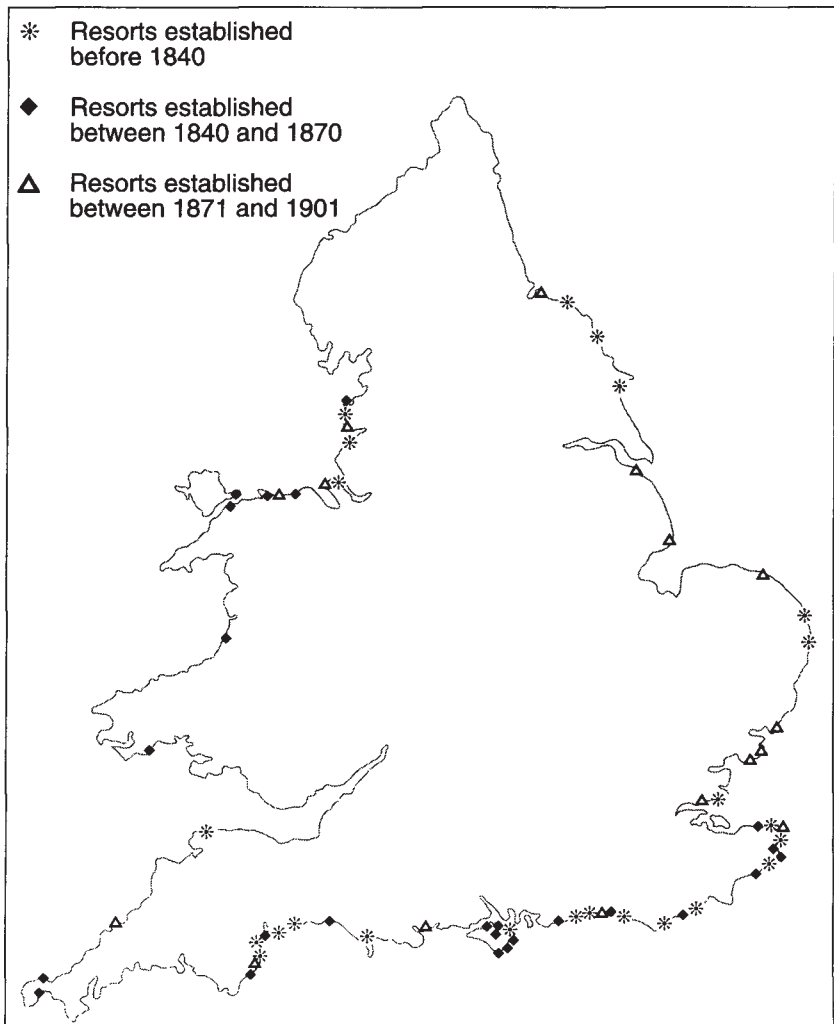 Resorts established
before 1840
Resorts established
between 1840 and 1870
Resorts established
between 1871 and 1901